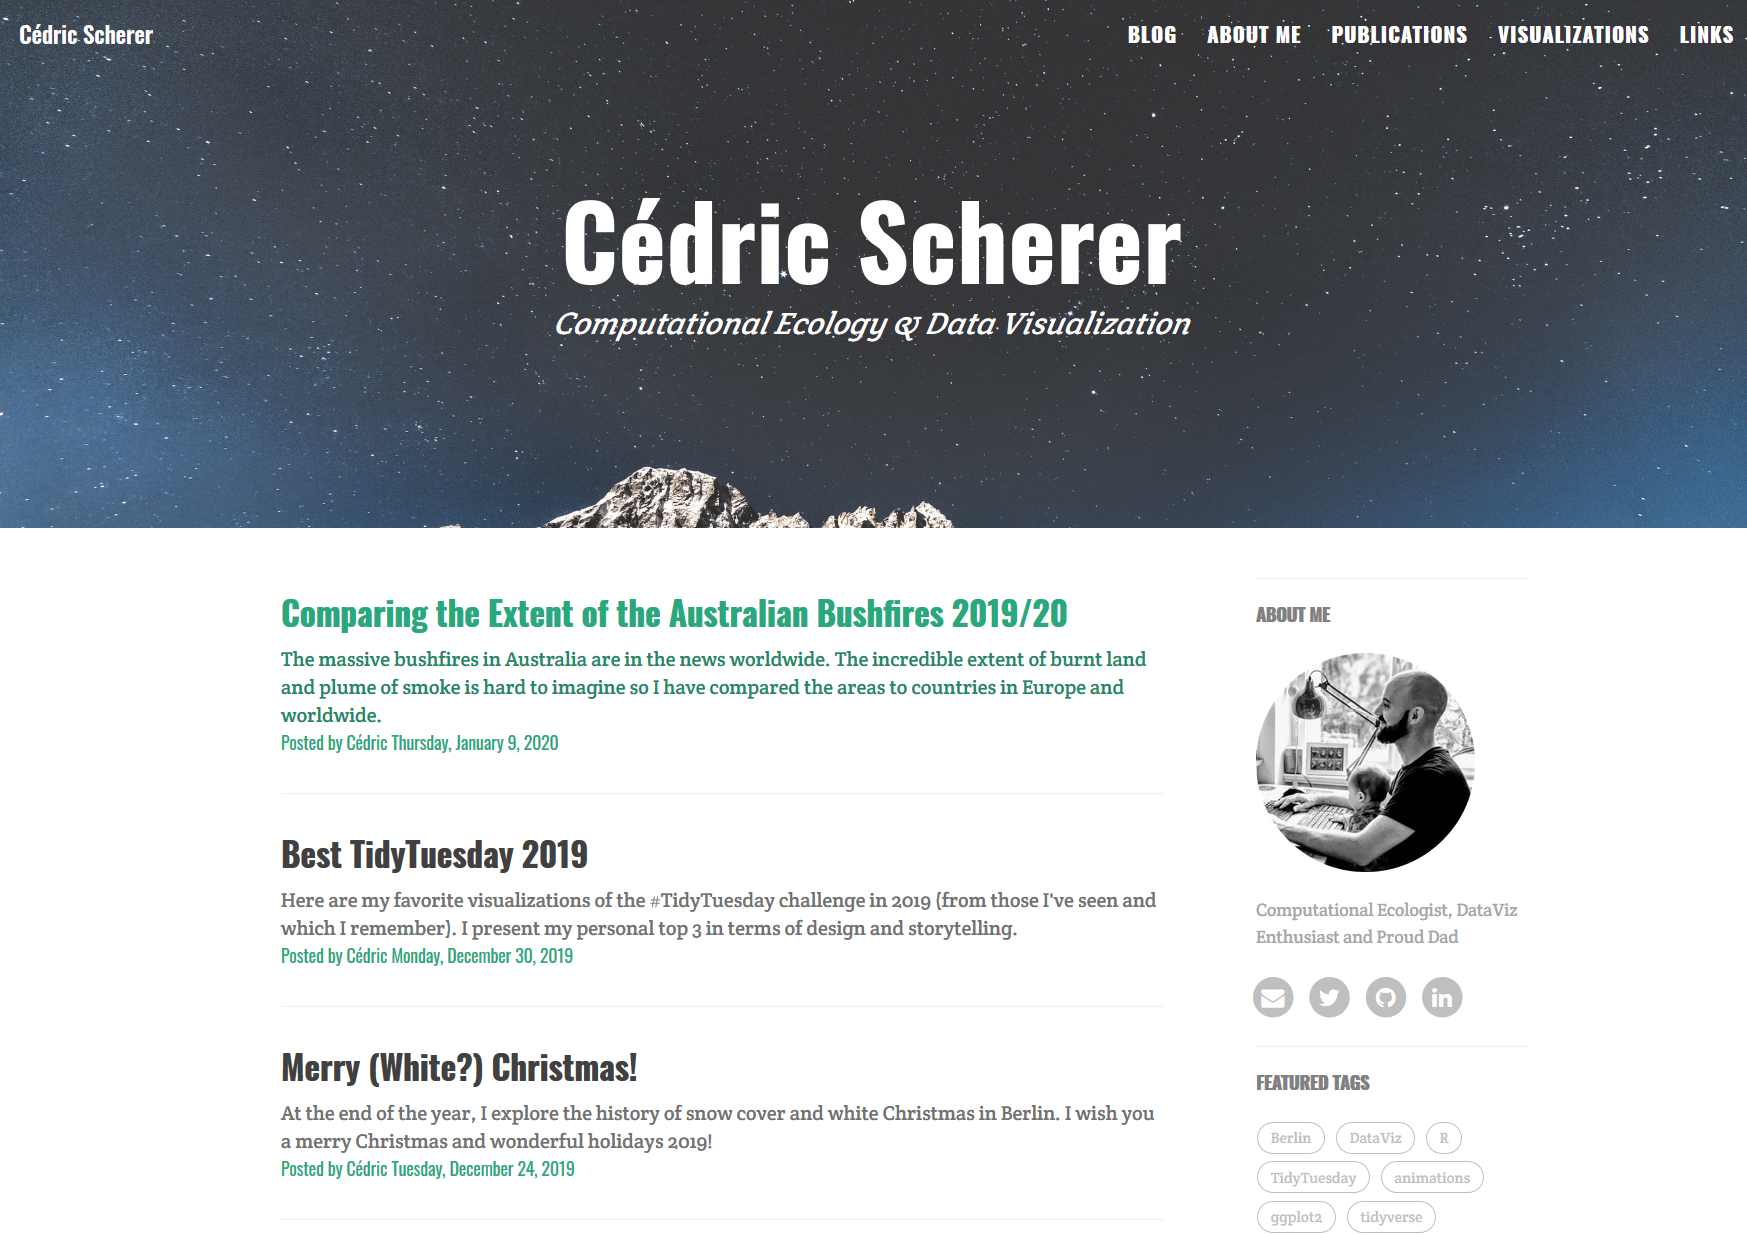 Cédric Scherer
BLOG ABOUT ME PUBLICATIONS VISUALIZATIONS LINKS
Cédric Scherer
Computational Ecology & Data Visualization
Comparing the Extent of the Australian Bushfires 2019/20
The massive bushfires in Australia are in the news worldwide. The incredible extent of burnt land
and plume of smoke is hard to imagine so I have compared the areas to countries in Europe and
worldwide.
Posted by Cédric Thursday, January 9, 2020
Best TidyTuesday 2019
Here are my favorite visualizations of the #TidyTuesday challenge in 2019 (from those I've seen and
which I remember). I present my personal top 3 in terms of design and storytelling.
Posted by Cédric Monday, December 30, 2019
Merry (White?) Christmas!
At the end of the year, I explore the history of snow cover and white Christmas in Berlin. I wish you
a merry Christmas and wonderful holidays 2019!
Posted by Cédric Tuesday, December 24, 2019
ABOUT ME
Computational Ecologist, DataViz
Enthusiast and Proud Dad
in
FEATURED TAGS
Berlin DataViz R
TidyTuesday animations
ggplot2 tidyverse